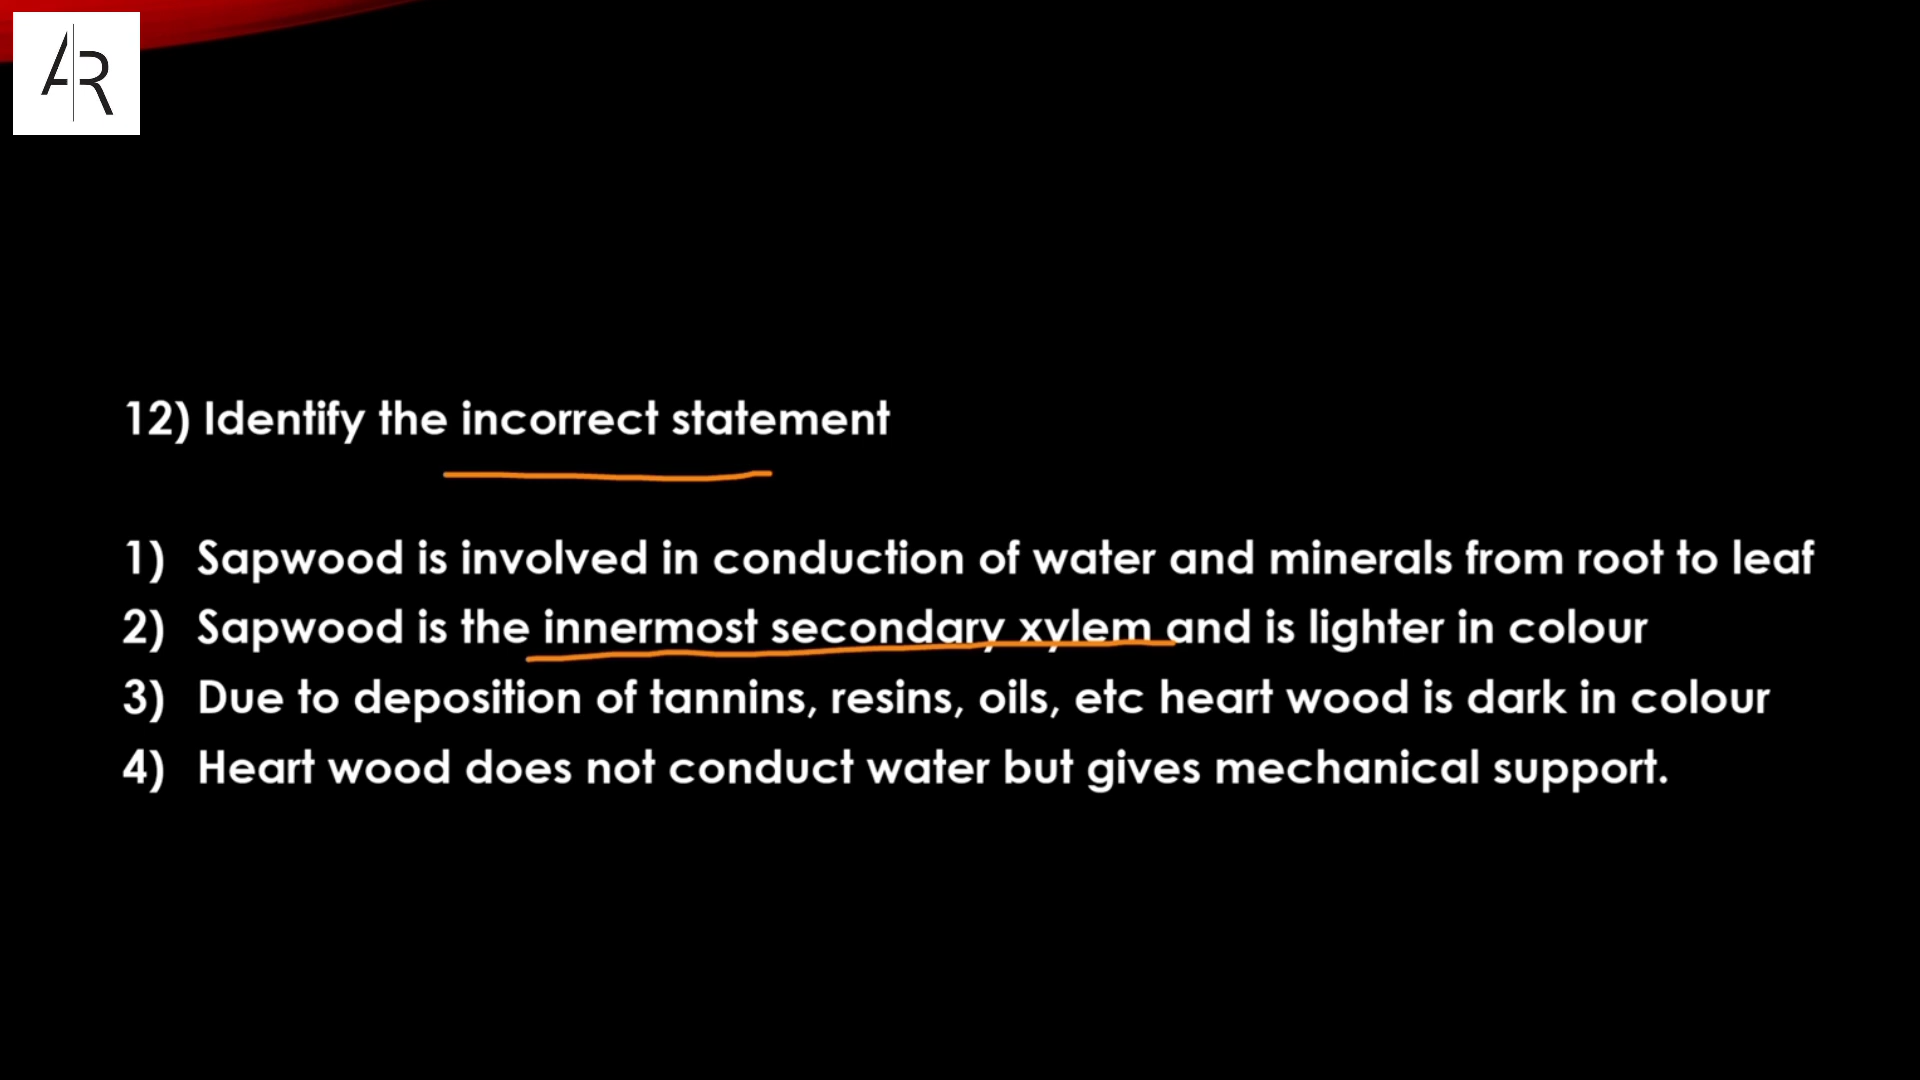 AR
12) Identify the incorrect statement
1) Sapwood is involved in conduction of water and minerals from root to leaf
2) Sapwood is the innermost secondary xylem and is lighter in colour
3) Due to deposition of tannins, resins, oils, etc heart wood is dark in colour
4) Heart wood does not conduct water but gives mechanical support.